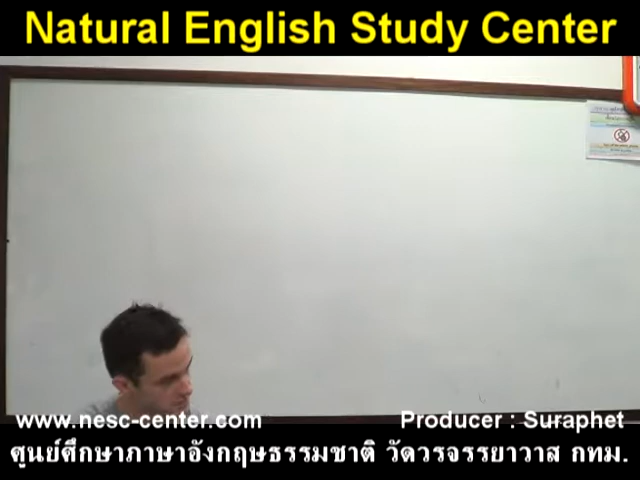 Natural English Study Center
www.nesc-center.com
Producer : Suraphet
ศูนย์ศึกษาภาษาอังกฤษธรรมชาติ วัดวรจรรยาวาส กทม.